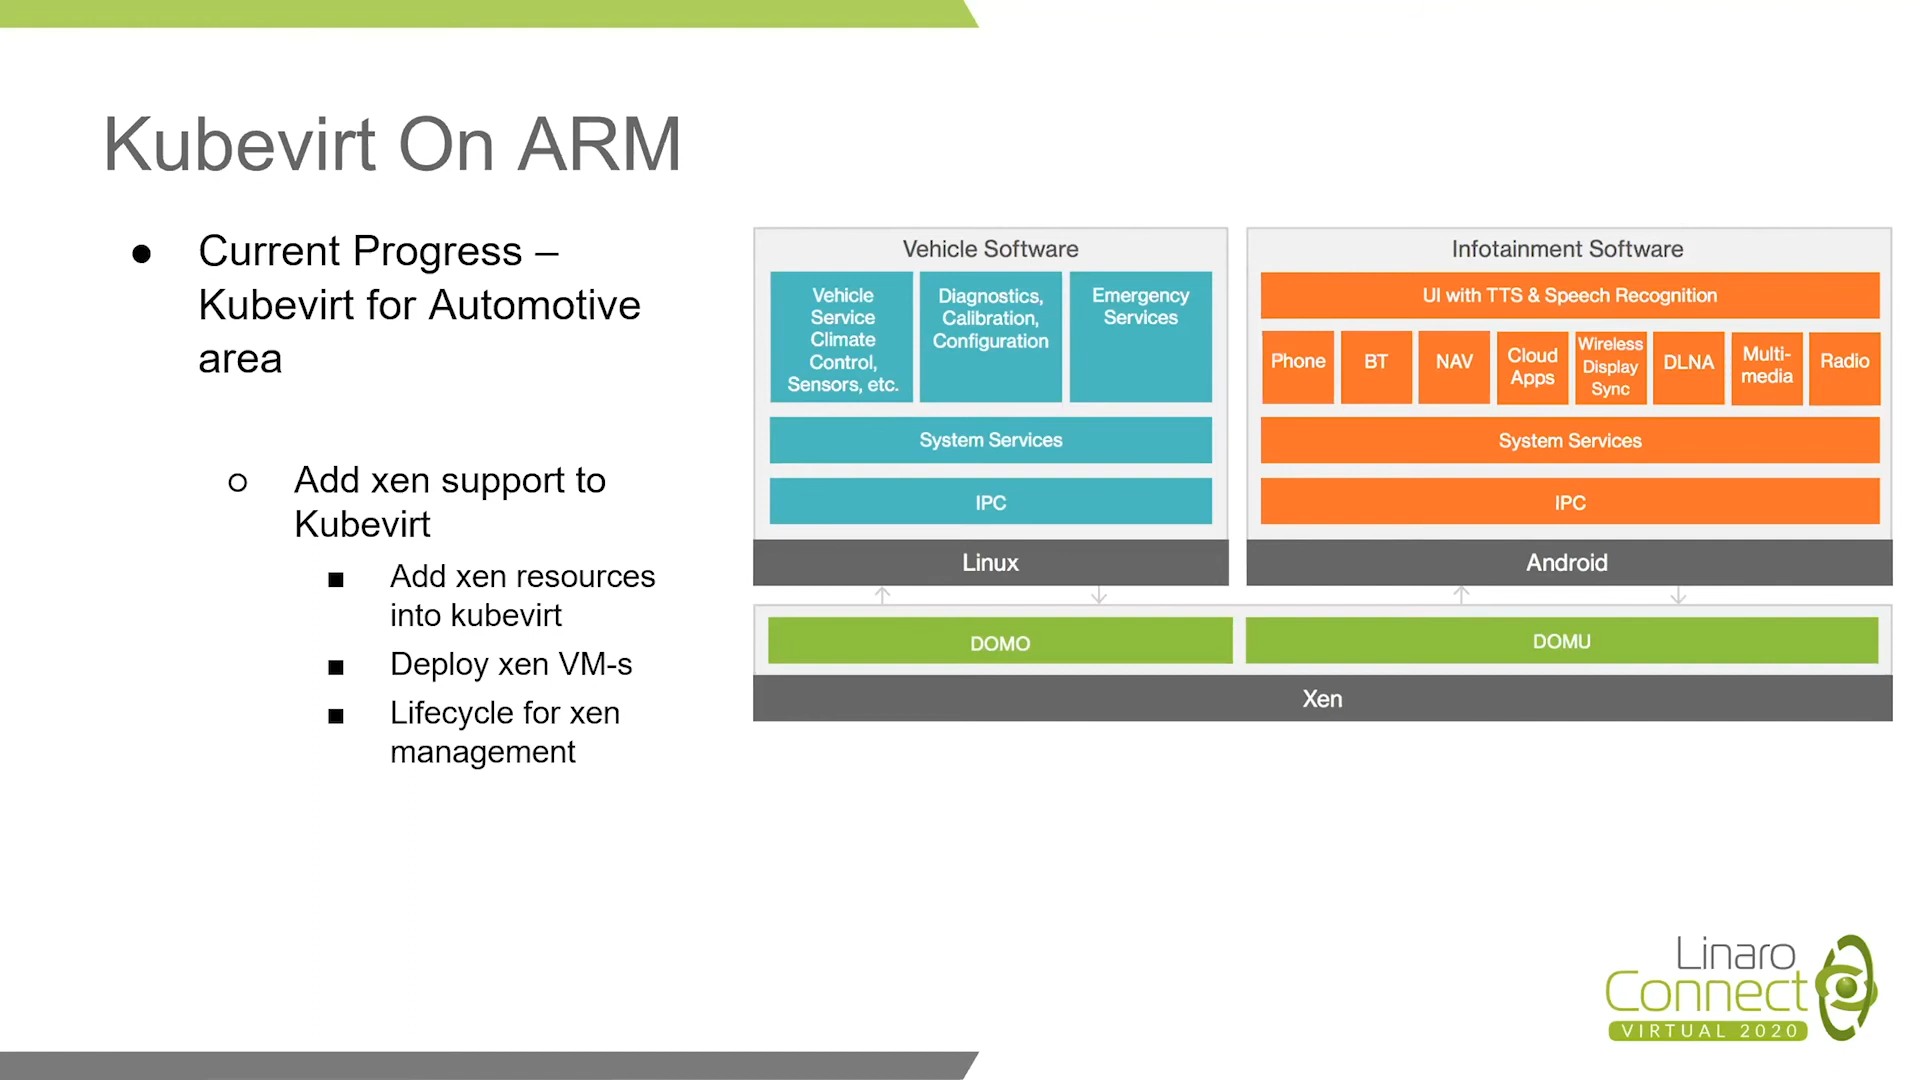 Kubevirt On ARM
● Current Progress –
Kubevirt for Automotive
area
○ Add xen support to
Kubevirt
■ Add xen resources
into kubevirt
■ Deploy xen VM-s
■ Lifecycle for xen
management
Vehicle Software
Vehicle
Service
Climate
Control,
Sensors, etc.
Diagnostics,
Calibration,
Configuration
Emergency
Services
System Services
IPC
Linux
Infotainment Software
UI with TTS & Speech Recognition
Phone
BT
NAV
Cloud
Apps
Wireless
Display
Sync
DLNA
Multi-
media
Radio
System Services
IPC
Android
DOMO
DOMU
Xen
Linaro
Connect
VIRTUAL 2020